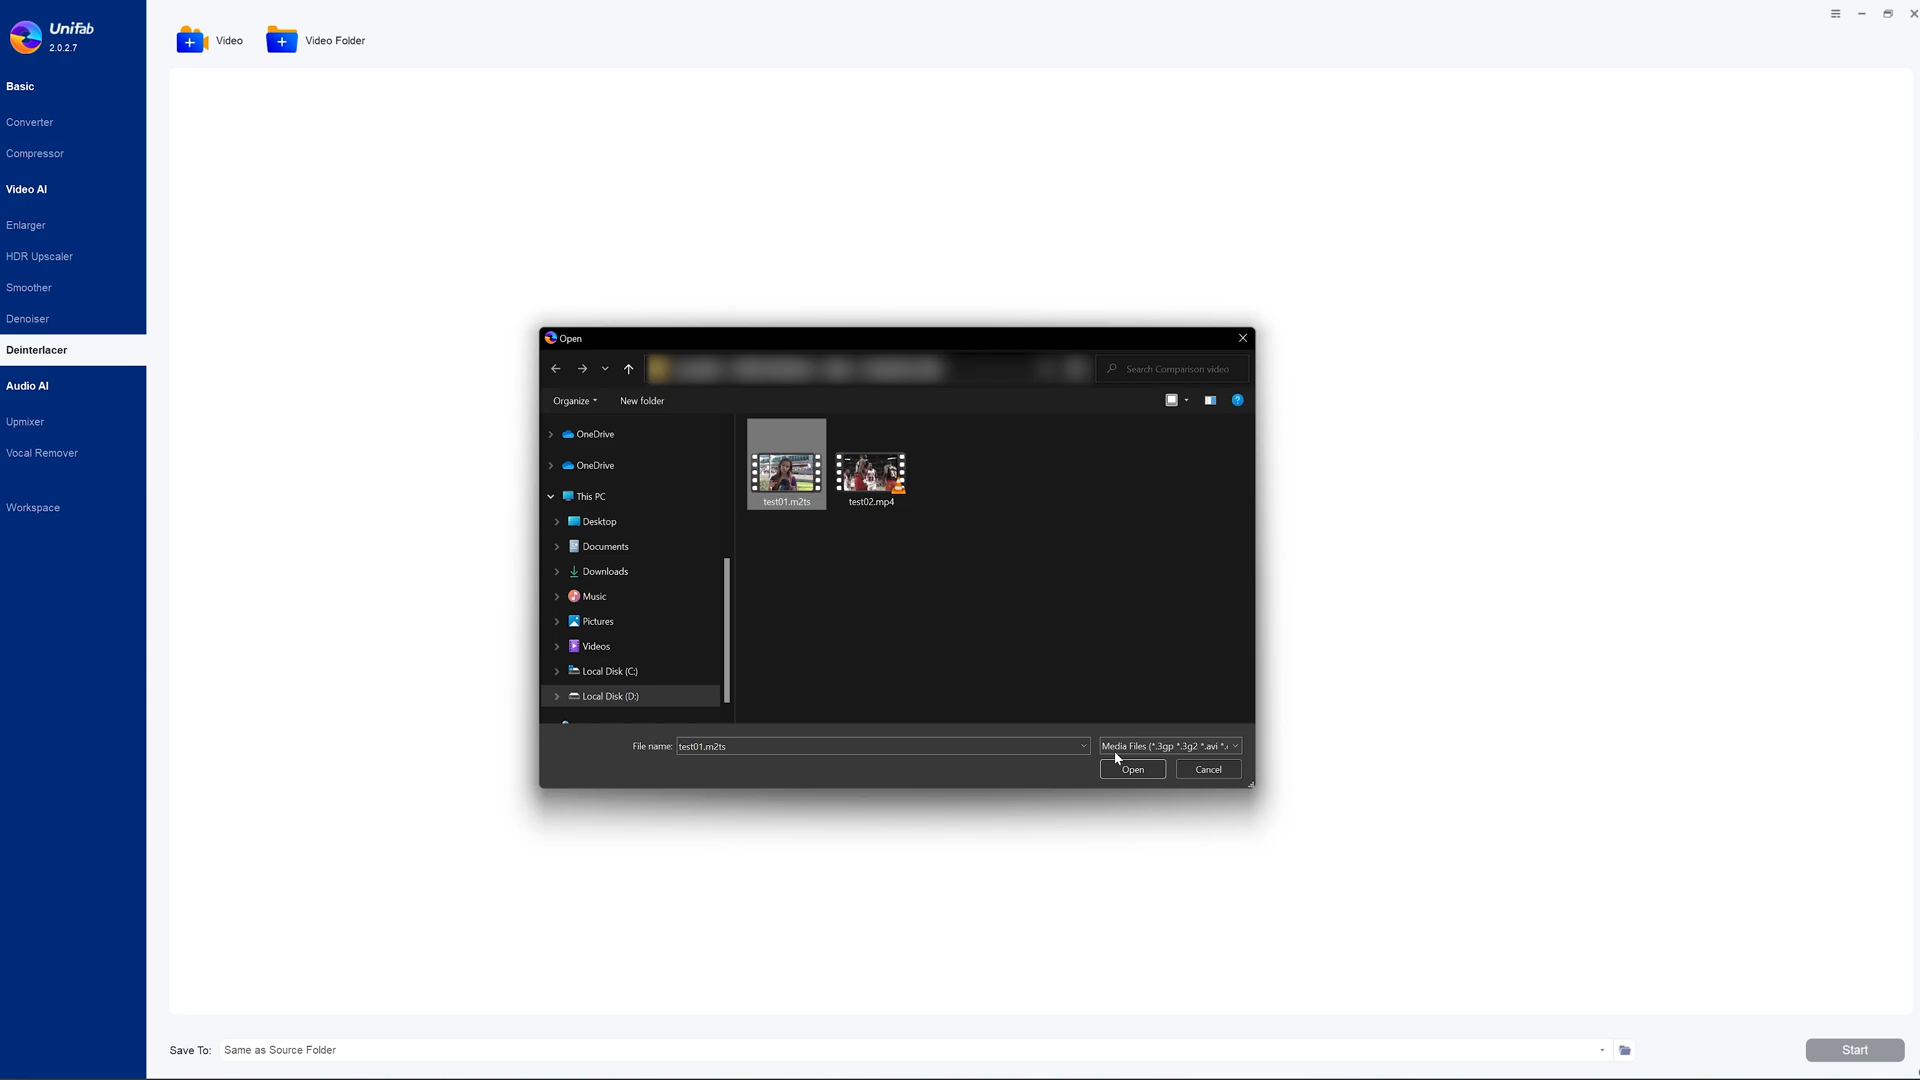 UniFab
2.0.2.7
Video
Video Folder
Basic
Converter
Compressor
Video AI
Enlarger
HDR Upscaler
Smoother
Denoiser
Deinterlacer
Audio AI
Upmixer
Vocal Remover
Workspace
Open
Search Comparison video
Organize
New folder
OneDrive
OneDrive
This PC
Desktop
Documents
Downloads
Music
Pictures
Videos
Local Disk (C:)
Local Disk (D:)
test01.m2ts
test02.mp4
File name: test01.m2ts
Media Files (*.3gp *.3g2 *.avi *.
Open
Cancel
Save To: Same as Source Folder
Start